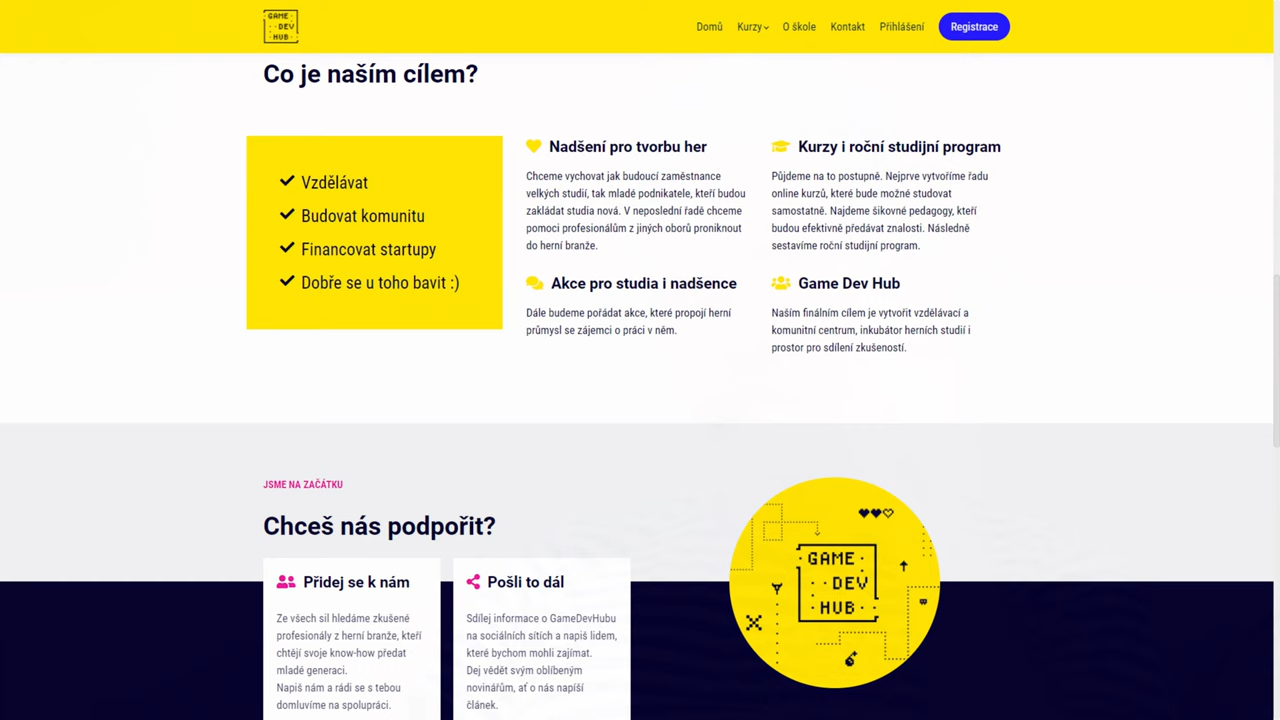 GAME
DEV
HUB
Domů
Kurzy
O škole
Kontakt
Přihlášení
Registrace
Co je naším cílem?
Vzdělávat
Budovat komunitu
Financovat startupy
Dobře se u toho bavit :)
Nadšení pro tvorbu her
Chceme vychovat jak budoucí zaměstnance
velkých studií, tak mladé podnikatele, kteří budou
zakládat studia nová. V neposlední řadě chceme
pomoci profesionálům z jiných oborů proniknout
do herní branže.
Kurzy i roční studijní program
Půjdeme na to postupně. Nejprve vytvoříme řadu
online kurzů, které bude možné studovat
samostatně. Najdeme šikovné pedagogy, kteří
budou efektivně předávat znalosti. Následně
sestavíme roční studijní program.
Akce pro studia i nadšence
Dále budeme pořádat akce, které propojí herní
průmysl se zájemci o práci v něm.
Game Dev Hub
Naším finálním cílem je vytvořit vzdělávací a
komunitní centrum, inkubátor herních studií i
prostor pro sdílení zkušeností.
JSME NA ZAČÁTKU
Chceš nás podpořit?
Přidej se k nám
Ze všech sil hledáme zkušené
profesionály z herní branže, kteří
chtějí svoje know-how předat
mladé generaci.
Napiš nám a rádi se s tebou
domluvíme na spolupráci.
Pošli to dál
Sdílej informace o GameDevHubu
na sociálních sítích a napiš lidem,
které bychom mohli zajímat.
Dej vědět svým oblíbeným
novinářům, ať o nás napíší
článek.
GAME
DEV
HUB